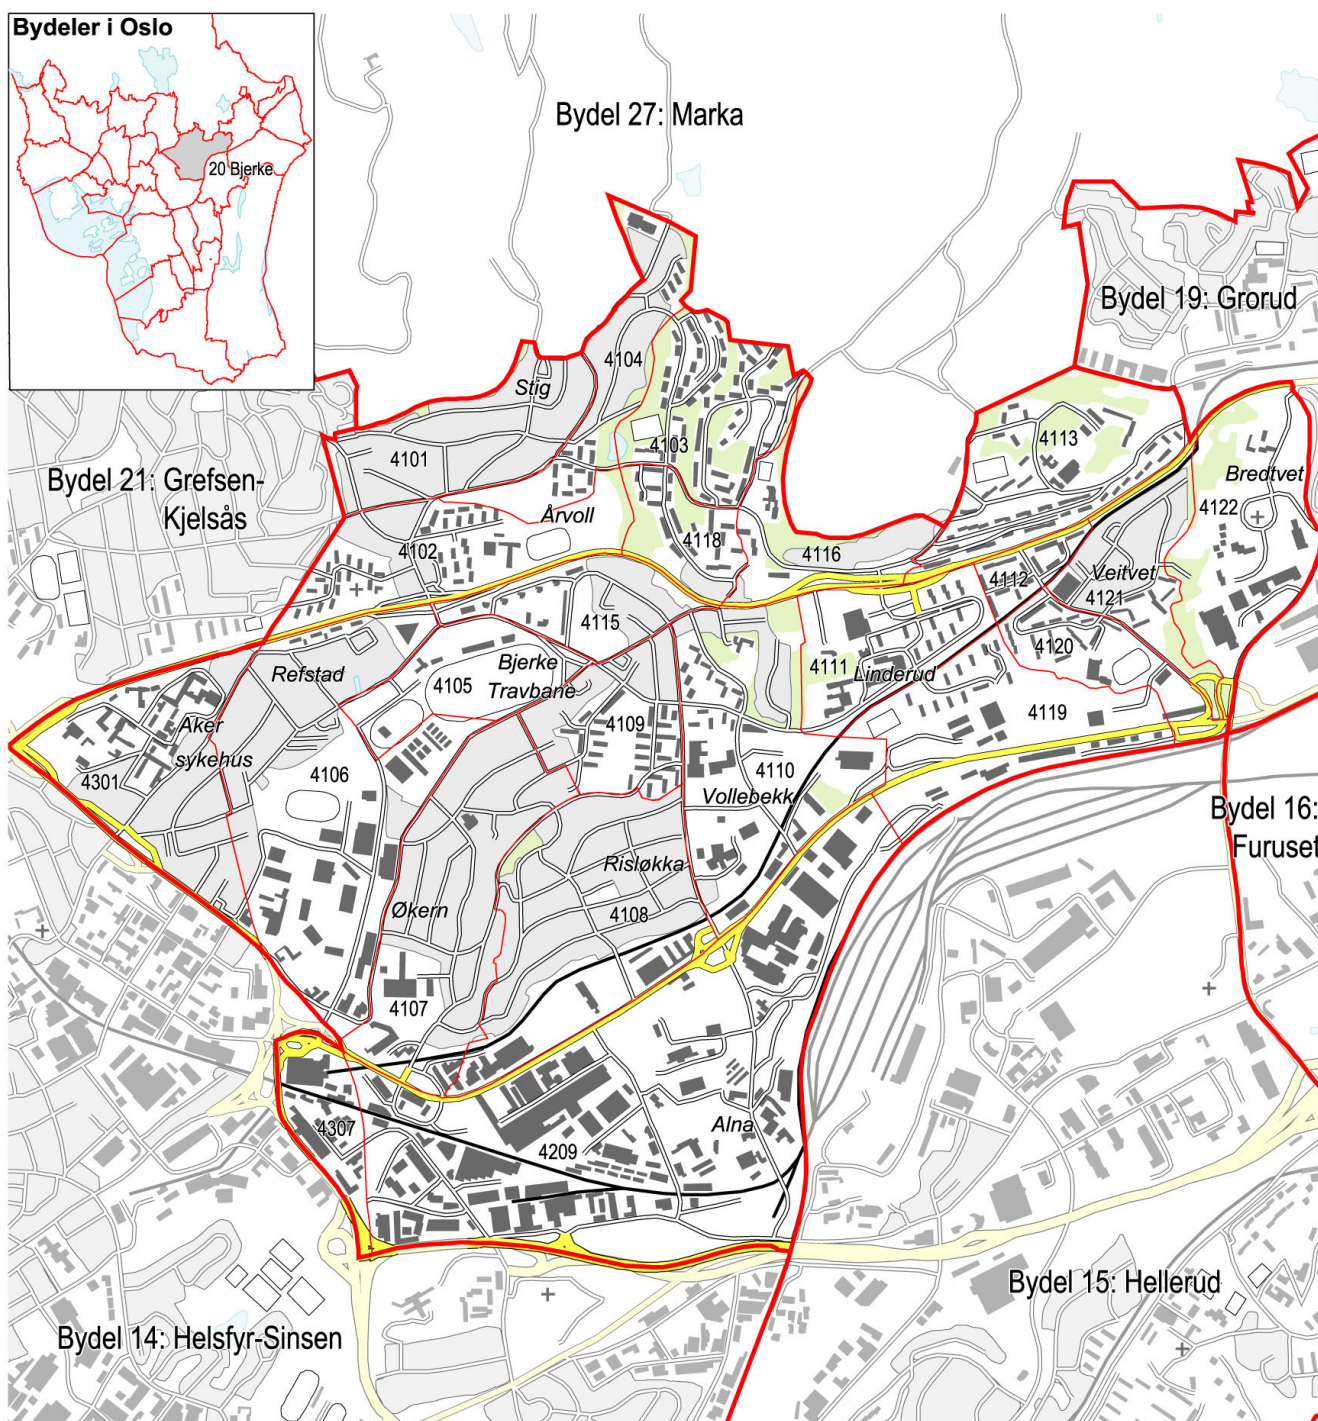 Bydeler i Oslo
20 Bjerke
Bydel 27: Marka
Bydel 19: Grorud
Bydel 21: Grefsen-
Kjelsås
Stig
4104
4101
4103
4113
Bredtvet
4122
Årvoll
4102
4118
4116
4112
Veitvet
4121
4115
4120
Refstad
Bjerke
Travbane
4105
4111
Linderud
4109
4119
Aker
sykehus
4301
4106
4110
Vollebekk
Bydel 16:
Furuset
Risløkka
Økern
4108
4107
4307
4209
Alna
Bydel 15: Hellerud
Bydel 14: Helsfyr-Sinsen